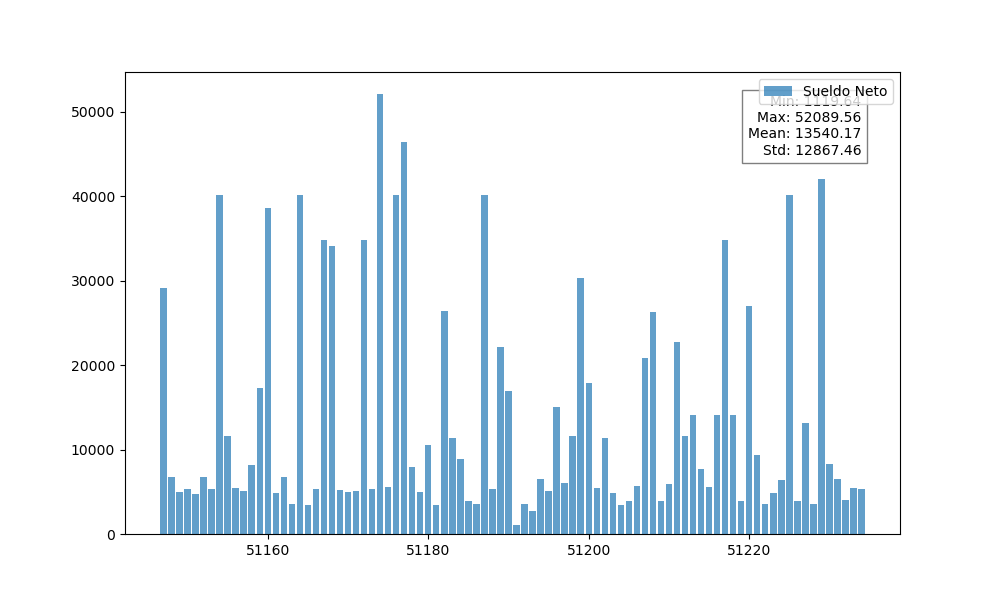 50000
40000
30000
20000
10000
0
51160
51180
51200
51220
Sueldo Neto
Min: 1119.64
Max: 52089.56
Mean: 13540.17
Std: 12867.46